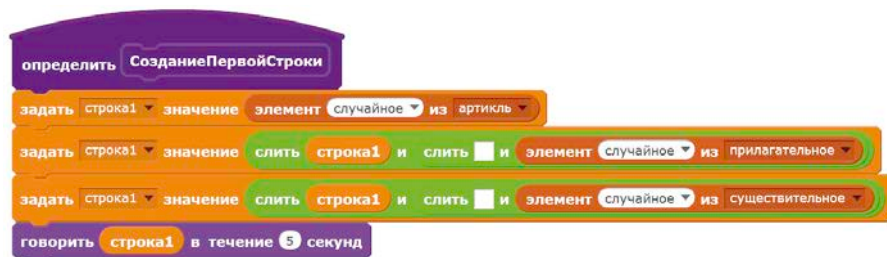 определить СозданиеПервойСтроки
задать строка1 значение элемент случайное из артикль
задать строка1 значение слить строка1 и слить и элемент случайное из прилагательное
задать строка1 значение слить строка1 и слить и элемент случайное из существительное
говорить строка1 в течение 5 секунд